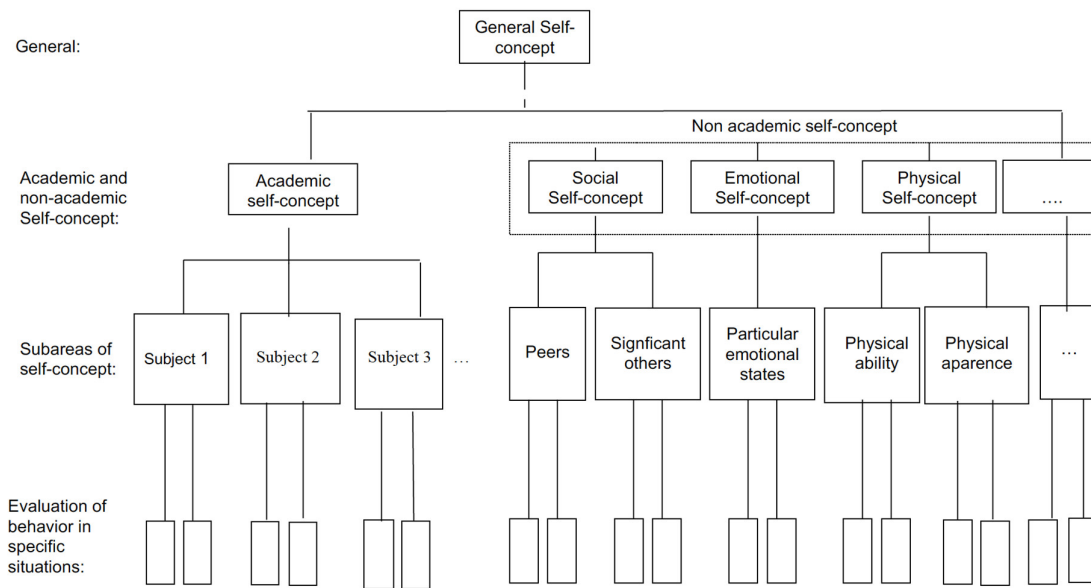 General:
General Self-
concept
Non academic self-concept
Academic and
non-academic
Self-concept:
Academic
self-concept
Social
Self-concept
Emotional
Self-concept
Physical
Self-concept
....
Subareas of
self-concept:
Subject 1
Subject 2
Subject 3
...
Peers
Signficant
others
Particular
emotional
states
Physical
ability
Physical
aparence
...
Evaluation of
behavior in
specific
situations: